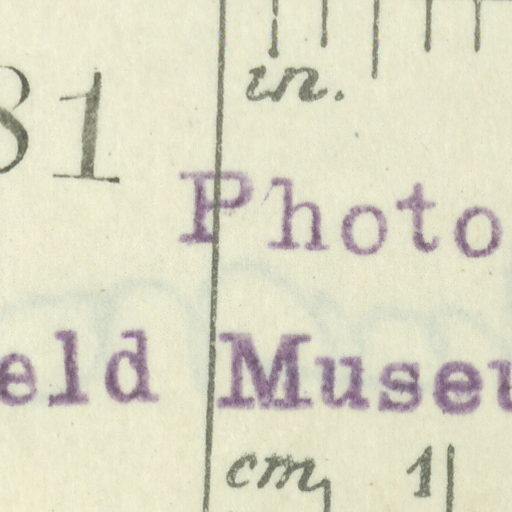 in.
81
Photo
eld Museu
cm, 1